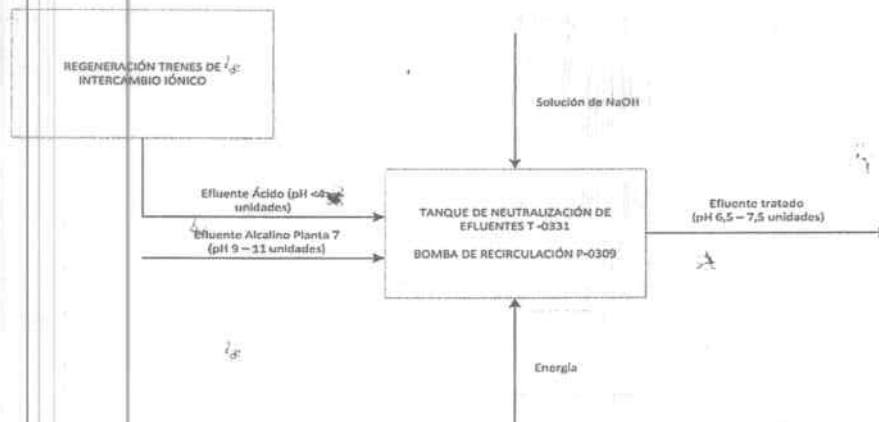 REGENERACIÓN TRENES DE
INTERCAMBIO IÓNICO
Solución de NaOH
Efluente Ácido (pH <4
unidades)
Efluente Alcalino Planta 7
(pH 9 – 11 unidades)
TANQUE DE NEUTRALIZACIÓN DE
EFLUENTES T -0331
BOMBA DE RECIRCULACIÓN P-0309
Efluente tratado
(pH 6,5 – 7,5 unidades)
Energía